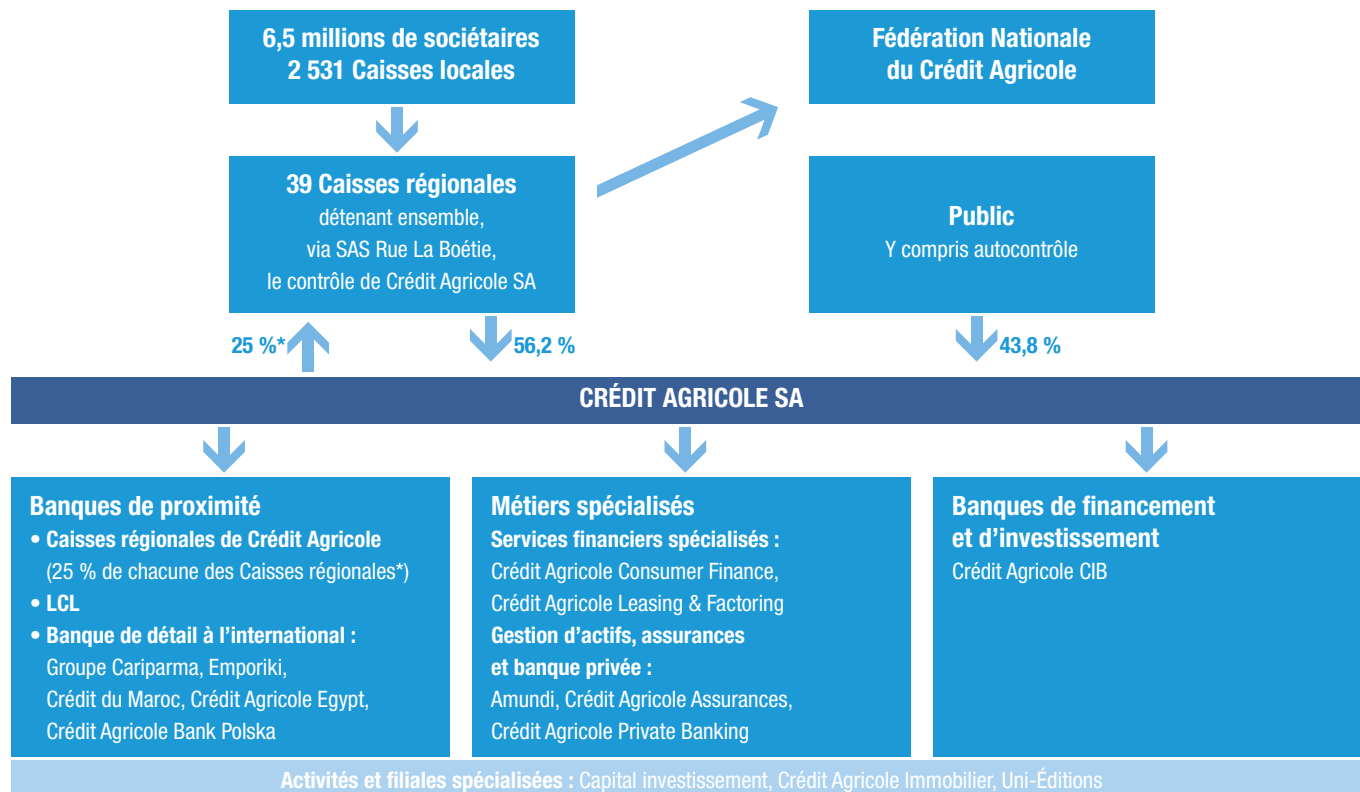 6,5 millions de sociétaires
2 531 Caisses locales
Fédération Nationale
du Crédit Agricole
39 Caisses régionales
détenant ensemble,
via SAS Rue La Boétie,
le contrôle de Crédit Agricole SA
Public
Y compris autocontrôle
25 %*
56,2 %
43,8 %
CRÉDIT AGRICOLE SA
Banques de proximité
• Caisses régionales de Crédit Agricole
(25 % de chacune des Caisses régionales*)
• LCL
• Banque de détail à l'international :
Groupe Cariparma, Emporiki,
Crédit du Maroc, Crédit Agricole Egypt,
Crédit Agricole Bank Polska
Métiers spécialisés
Services financiers spécialisés :
Crédit Agricole Consumer Finance,
Crédit Agricole Leasing & Factoring
Gestion d'actifs, assurances
et banque privée :
Amundi, Crédit Agricole Assurances,
Crédit Agricole Private Banking
Banques de financement
et d'investissement
Crédit Agricole CIB
Activités et filiales spécialisées : Capital investissement, Crédit Agricole Immobilier, Uni-Éditions